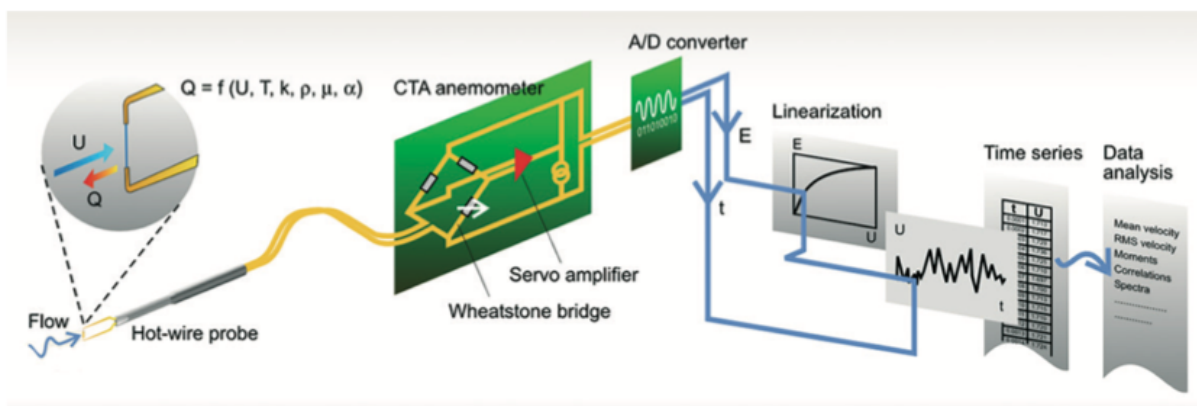 Q = f (U, T, k, ρ, μ, α)
U
Q
Flow
Hot-wire probe
CTA anemometer
Servo amplifier
Wheatstone bridge
A/D converter
011010010
E
t
Linearization
E
U
U
t
Time series
t U
Data
analysis
Mean velocity
RMS velocity
Moments
Correlations
Spectra